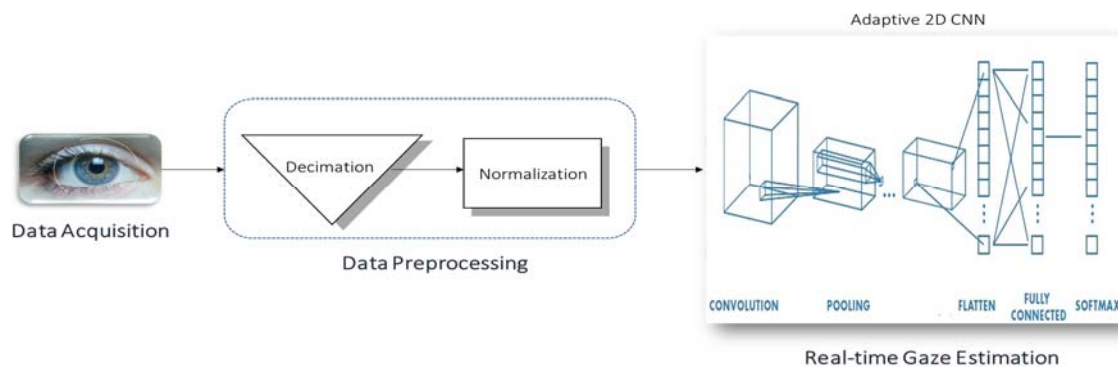 Adaptive 2D CNN
Decimation
Normalization
Data Acquisition
Data Preprocessing
CONVOLUTION
POOLING
FLATTEN
FULLY
CONNECTED
SOFTMAX
Real-time Gaze Estimation